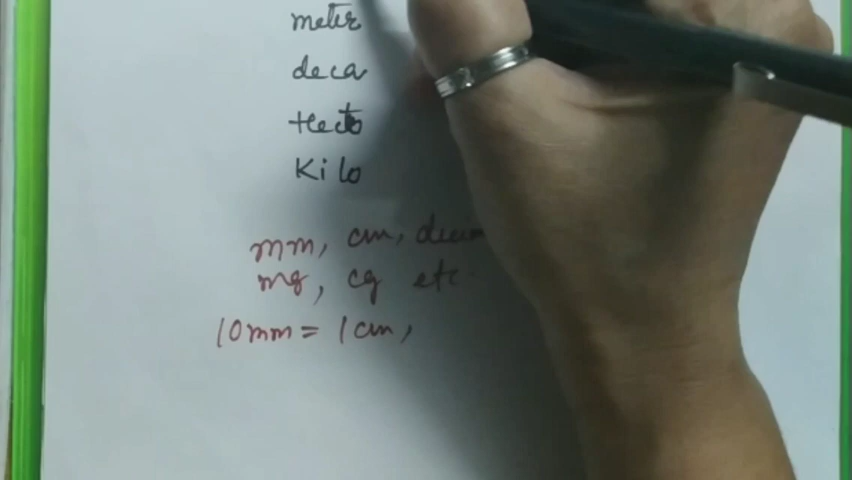 meter
deca
Hecto
Kilo
mm, cm,
mg, cg etc
10mm = 1cm,